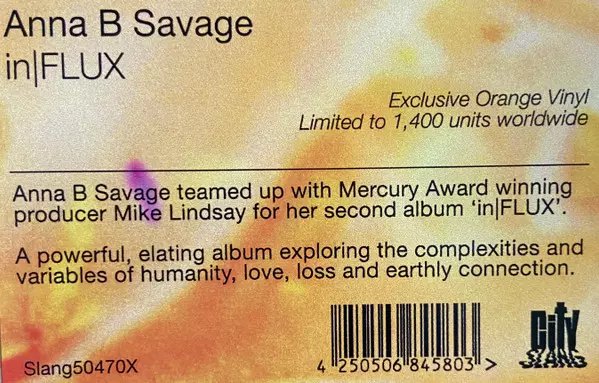 Anna B Savage
in|FLUX
Exclusive Orange Vinyl
Limited to 1,400 units worldwide
Anna B Savage teamed up with Mercury Award winning
producer Mike Lindsay for her second album ‘in|FLUX’.
A powerful, elating album exploring the complexities and
variables of humanity, love, loss and earthly connection.
Slang50470X
4 250506 845803 >
City
SLANG